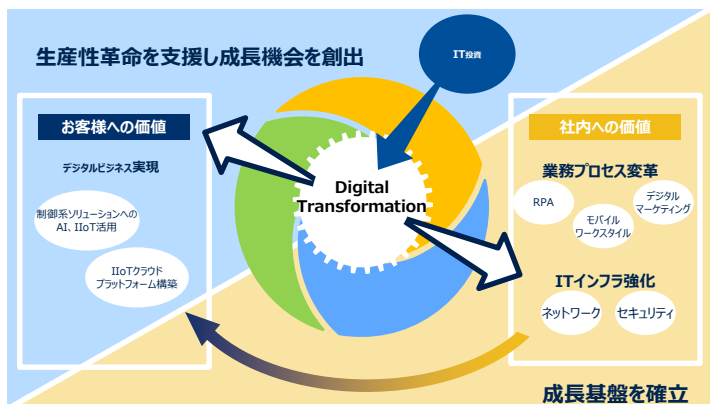 生産性革命を支援し成長機会を創出
IT投資
お客様への価値
デジタルビジネス実現
制御系ソリューションへの
AI、IIoT活用
IIoTクラウド
プラットフォーム構築
Digital
Transformation
社内への価値
業務プロセス変革
RPA
モバイル
ワークスタイル
デジタル
マーケティング
ITインフラ強化
ネットワーク
セキュリティ
成長基盤を確立